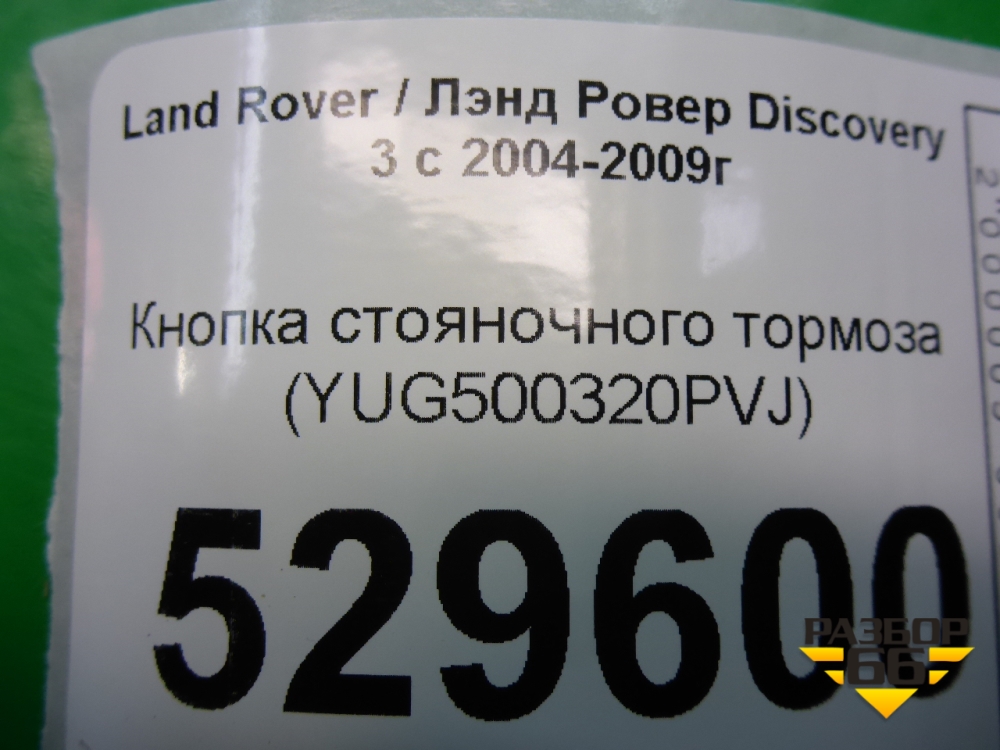 Land Rover / Лэнд Ровер Discovery
3 с 2004-2009г
Кнопка стояночного тормоза
(YUG500320PVJ)
529600
РАЗБОР
66